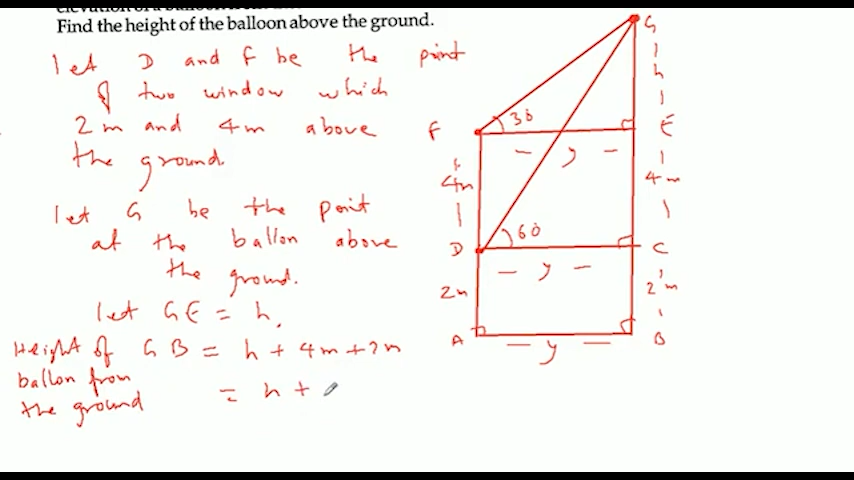 Find the height of the balloon above the ground.
let D and F be the point
of two window which
2m and 4m above
the ground.
let G be the point
at the ballon above
the ground.
let GE = h.
Height of GB = h + 4m + 2m
ballon from
the ground = h +
G
h
F 30 E
y
4m 4m
D 60 C
y
2m 2m
A B
y